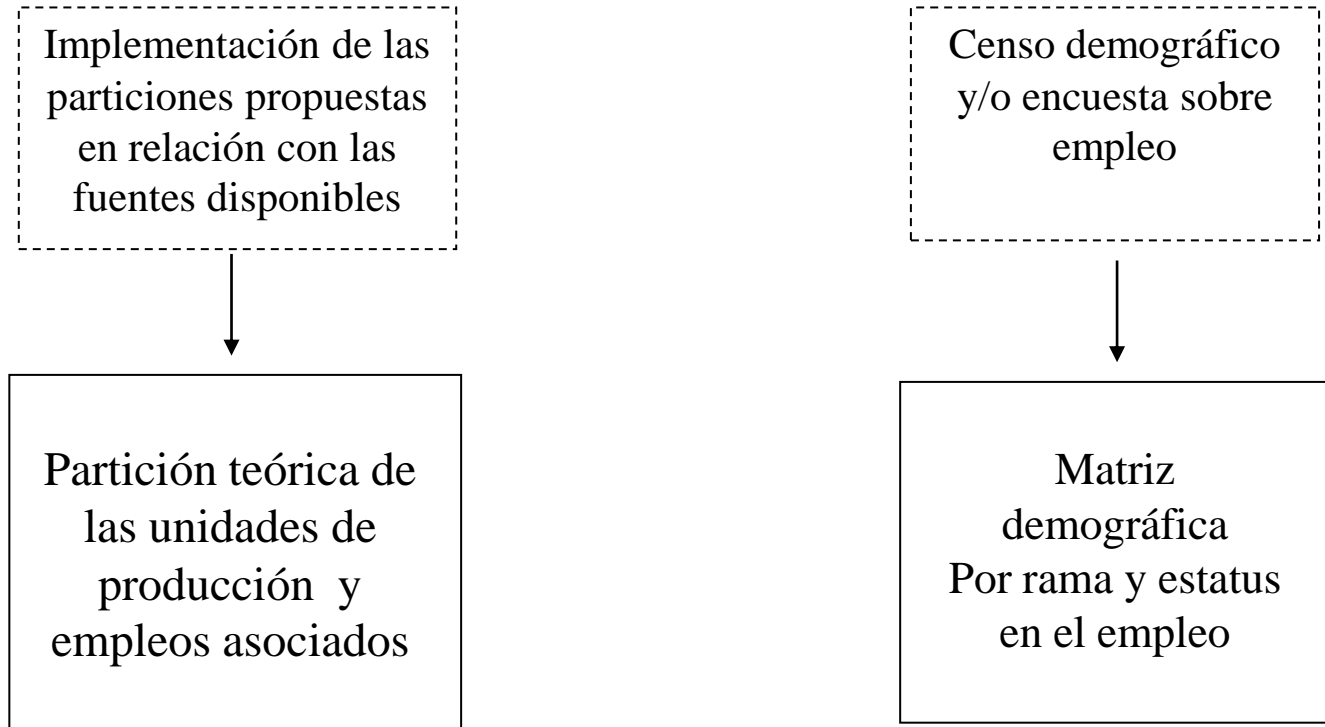 Implementación de las
particiones propuestas
en relación con las
fuentes disponibles
Censo demográfico
y/o encuesta sobre
empleo
Partición teórica de
las unidades de
producción y
empleos asociados
Matriz
demográfica
Por rama y estatus
en el empleo